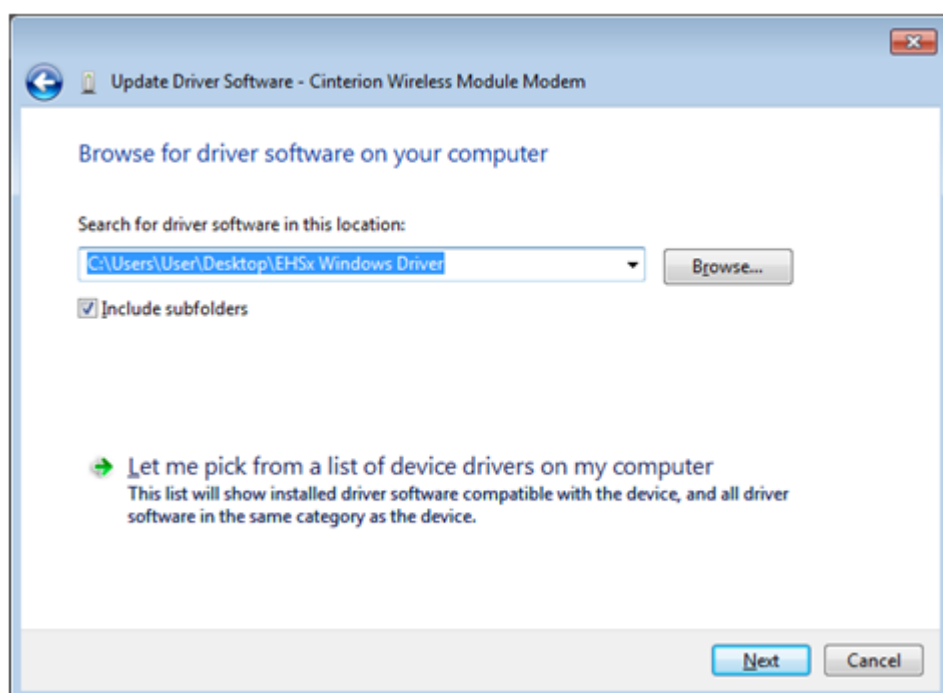 Update Driver Software - Cinterion Wireless Module Modem
Browse for driver software on your computer
Search for driver software in this location:
C:\Users\User\Desktop\EHSx Windows Driver
Browse...
Include subfolders
Let me pick from a list of device drivers on my computer
This list will show installed driver software compatible with the device, and all driver
software in the same category as the device.
Next
Cancel